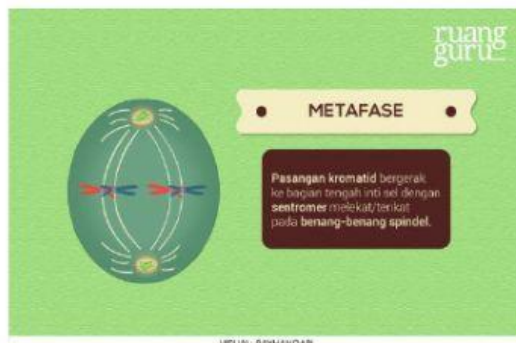 ruang
guru
METAFASE
Pasangan kromatid bergerak
ke bagian tengah inti sel dengan
sentromer melekat/terikat
pada benang-benang spindel.